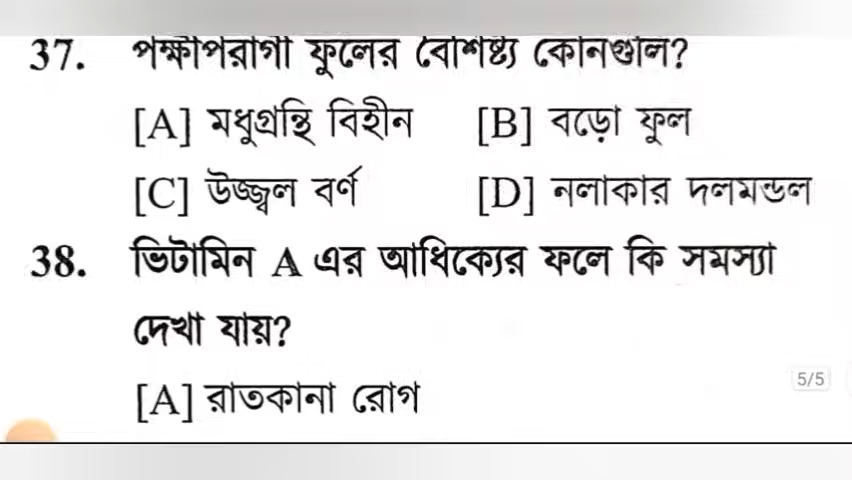 37. পক্ষীপরাগী ফুলের বৈশিষ্ট্য কোনগুলি?
[A] মধুগ্রন্থি বিহীন [B] বড়ো ফুল
[C] উজ্জ্বল বর্ণ [D] নলাকার দলমন্ডল
38. ভিটামিন A এর আধিক্যের ফলে কি সমস্যা
দেখা যায়?
[A] রাতকানা রোগ
5/5